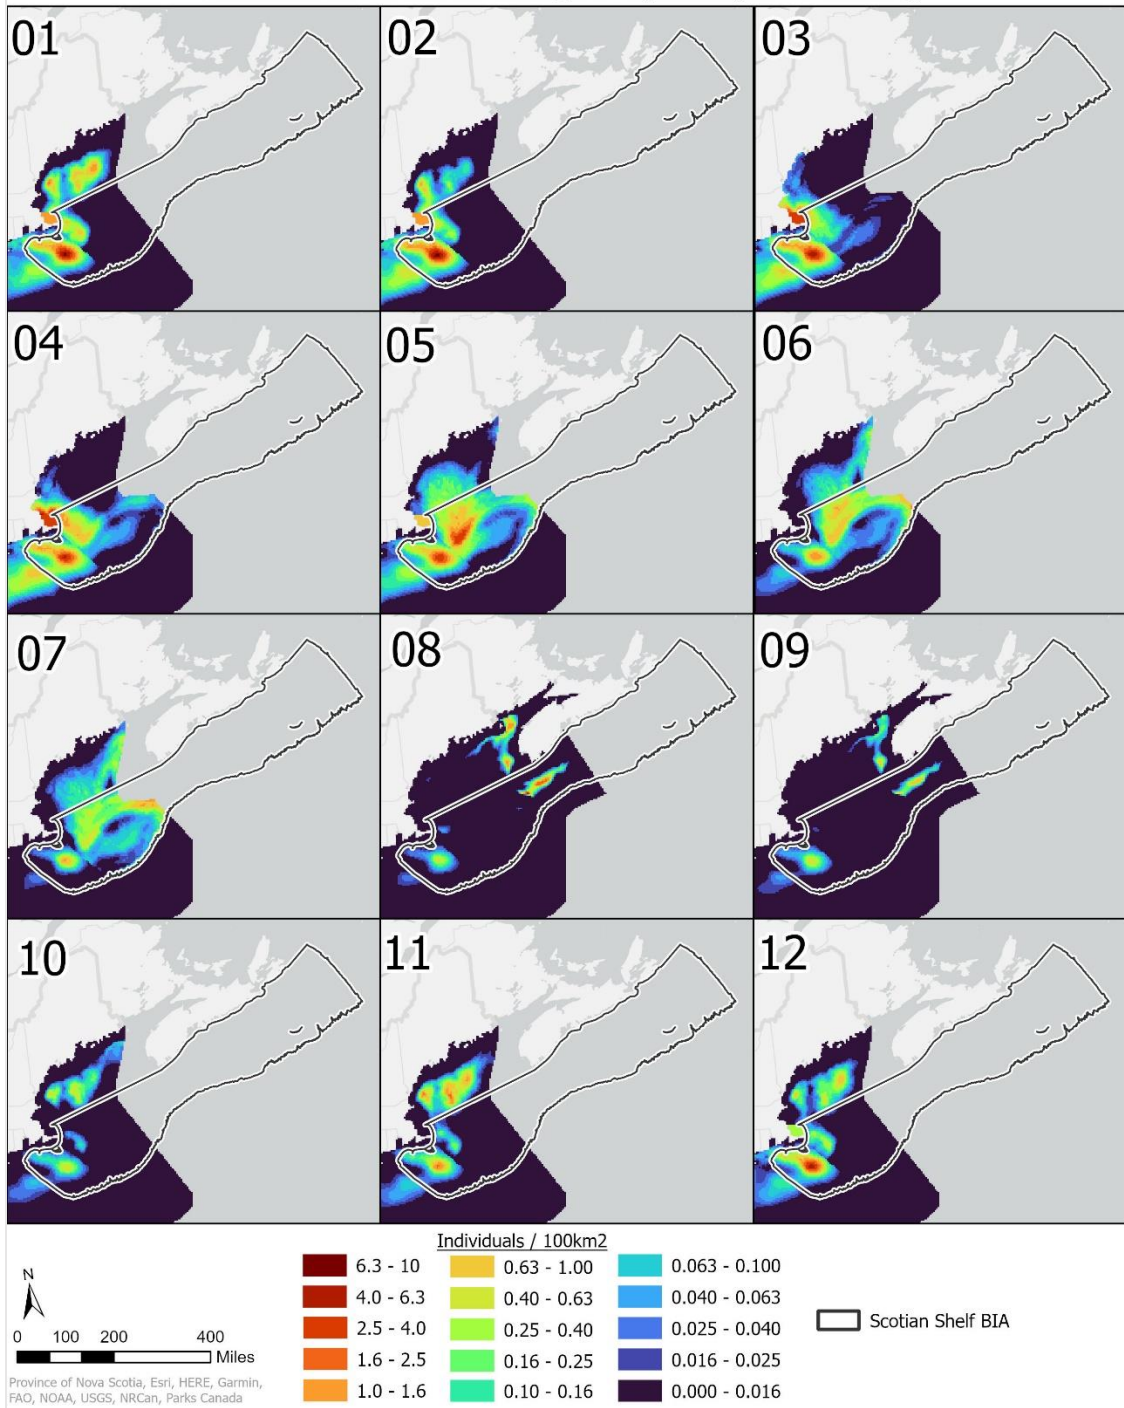 01
02
03
04
05
06
07
08
09
10
11
12
Individuals / 100km2
6.3 - 10
0.63 - 1.00
0.063 - 0.100
4.0 - 6.3
0.40 - 0.63
0.040 - 0.063
2.5 - 4.0
0.25 - 0.40
0.025 - 0.040
1.6 - 2.5
0.16 - 0.25
0.016 - 0.025
1.0 - 1.6
0.10 - 0.16
0.000 - 0.016
Scotian Shelf BIA
N
0 100 200 400
Miles
Province of Nova Scotia, Esri, HERE, Garmin,
FAO, NOAA, USGS, NRCan, Parks Canada